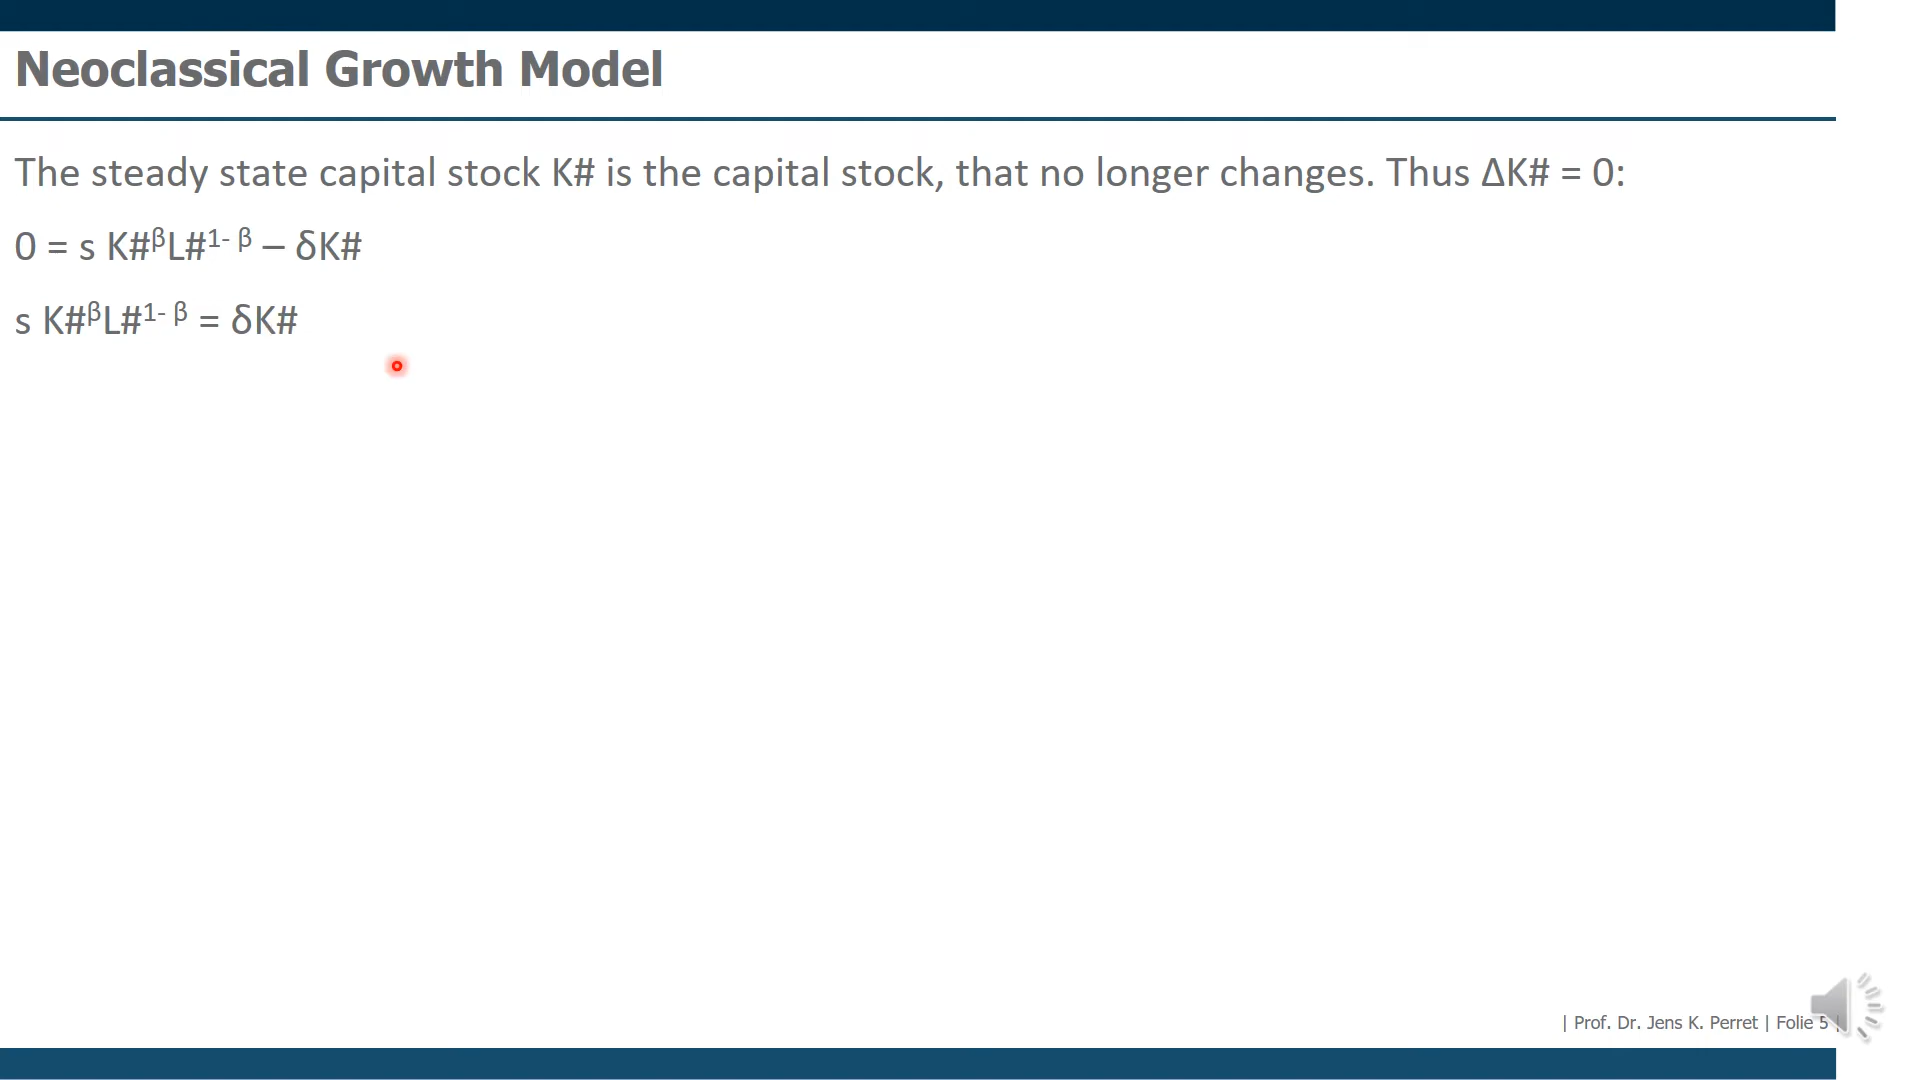 Neoclassical Growth Model
The steady state capital stock K# is the capital stock, that no longer changes. Thus ΔK# = 0:
0 = s K#^βL#^1- β – δK#
s K#^βL#^1- β = δK#
| Prof. Dr. Jens K. Perret | Folie 5 |